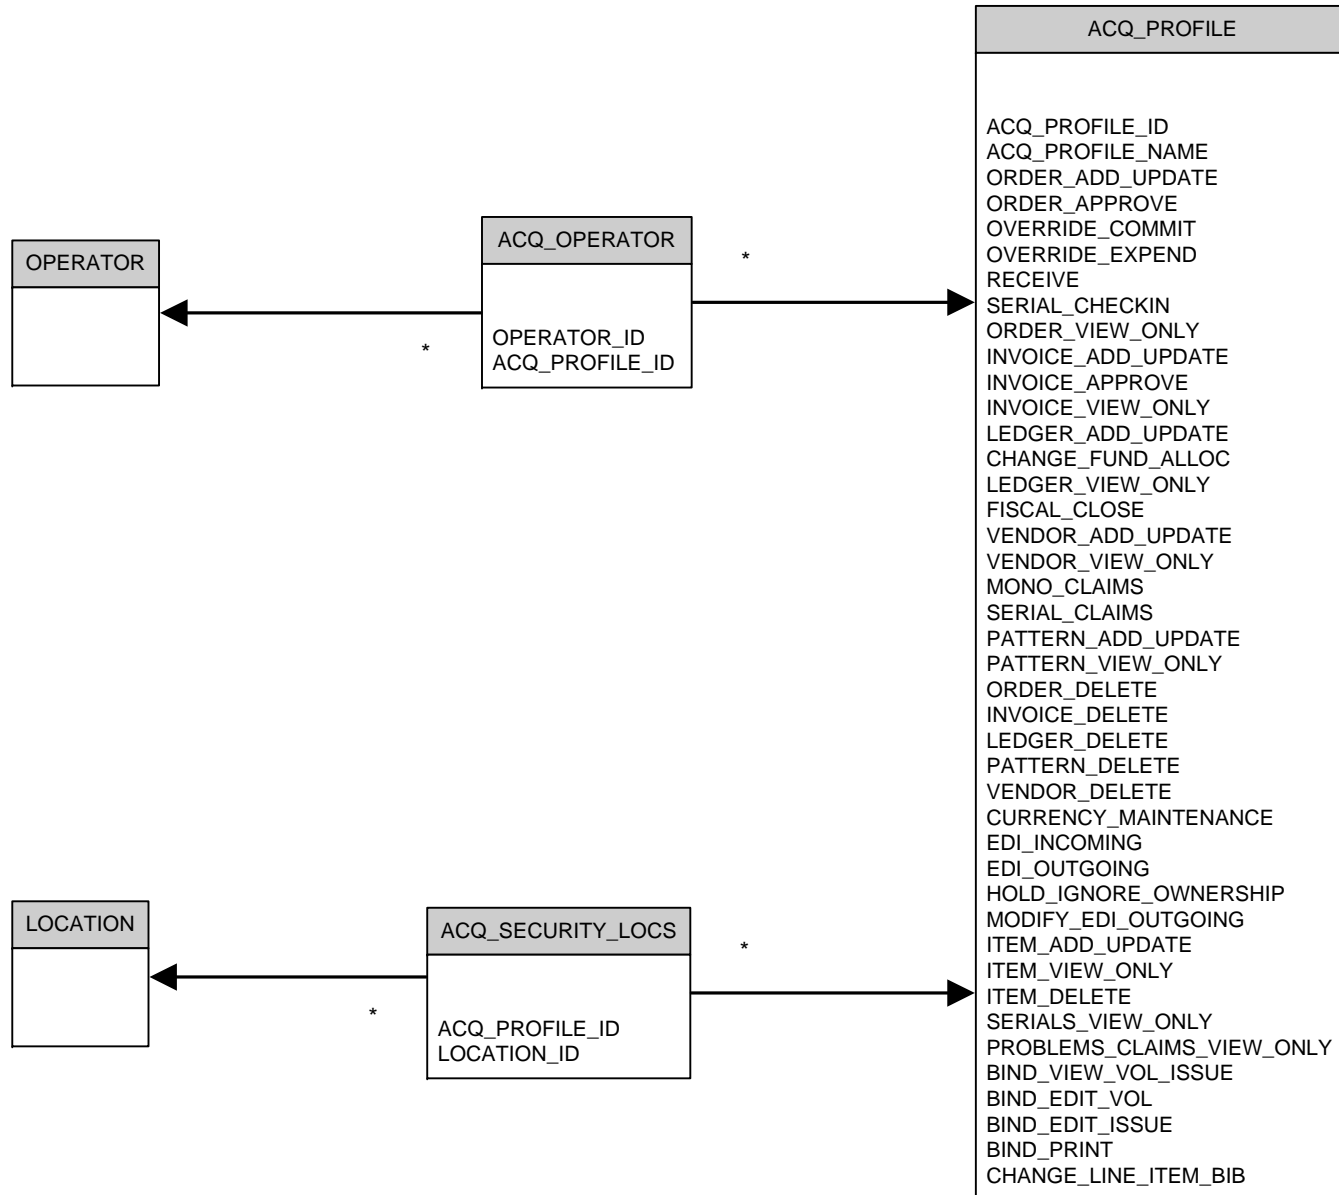 ACQ_PROFILE
ACQ_PROFILE_ID
ACQ_PROFILE_NAME
ORDER_ADD_UPDATE
ORDER_APPROVE
OVERRIDE_COMMIT
OVERRIDE_EXPEND
RECEIVE
SERIAL_CHECKIN
ORDER_VIEW_ONLY
INVOICE_ADD_UPDATE
INVOICE_APPROVE
INVOICE_VIEW_ONLY
LEDGER_ADD_UPDATE
CHANGE_FUND_ALLOC
LEDGER_VIEW_ONLY
FISCAL_CLOSE
VENDOR_ADD_UPDATE
VENDOR_VIEW_ONLY
MONO_CLAIMS
SERIAL_CLAIMS
PATTERN_ADD_UPDATE
PATTERN_VIEW_ONLY
ORDER_DELETE
INVOICE_DELETE
LEDGER_DELETE
PATTERN_DELETE
VENDOR_DELETE
CURRENCY_MAINTENANCE
EDI_INCOMING
EDI_OUTGOING
HOLD_IGNORE_OWNERSHIP
MODIFY_EDI_OUTGOING
ITEM_ADD_UPDATE
ITEM_VIEW_ONLY
ITEM_DELETE
SERIALS_VIEW_ONLY
PROBLEMS_CLAIMS_VIEW_ONLY
BIND_VIEW_VOL_ISSUE
BIND_EDIT_VOL
BIND_EDIT_ISSUE
BIND_PRINT
CHANGE_LINE_ITEM_BIB
OPERATOR
*
ACQ_OPERATOR
OPERATOR_ID
ACQ_PROFILE_ID
*
LOCATION
*
ACQ_SECURITY_LOCS
ACQ_PROFILE_ID
LOCATION_ID
*